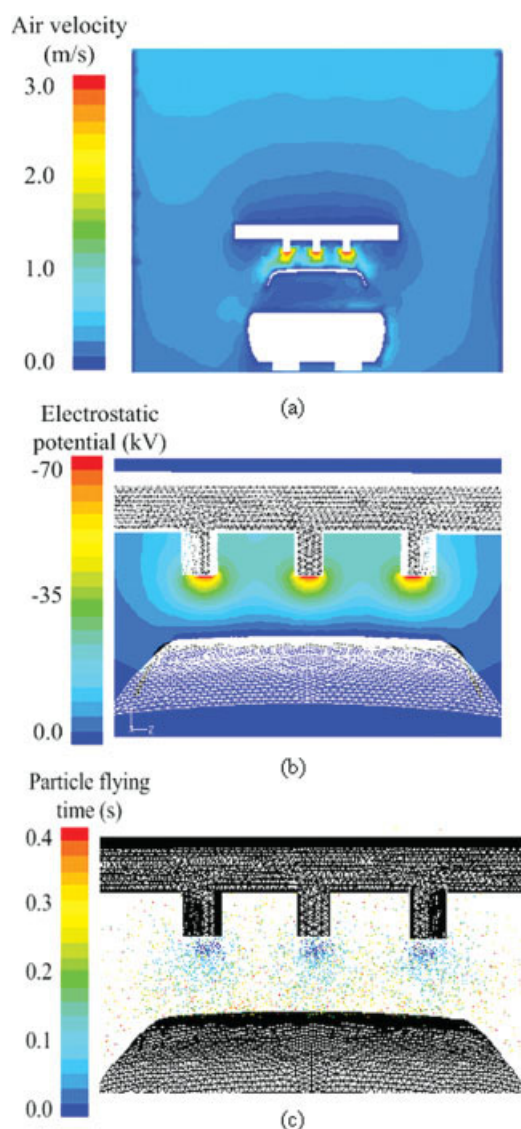 Air velocity
(m/s)
3.0
2.0
1.0
0.0
(a)
Electrostatic
potential (kV)
-70
-35
0.0
Z
(b)
Particle flying
time (s)
0.4
0.3
0.2
0.1
0.0
(c)